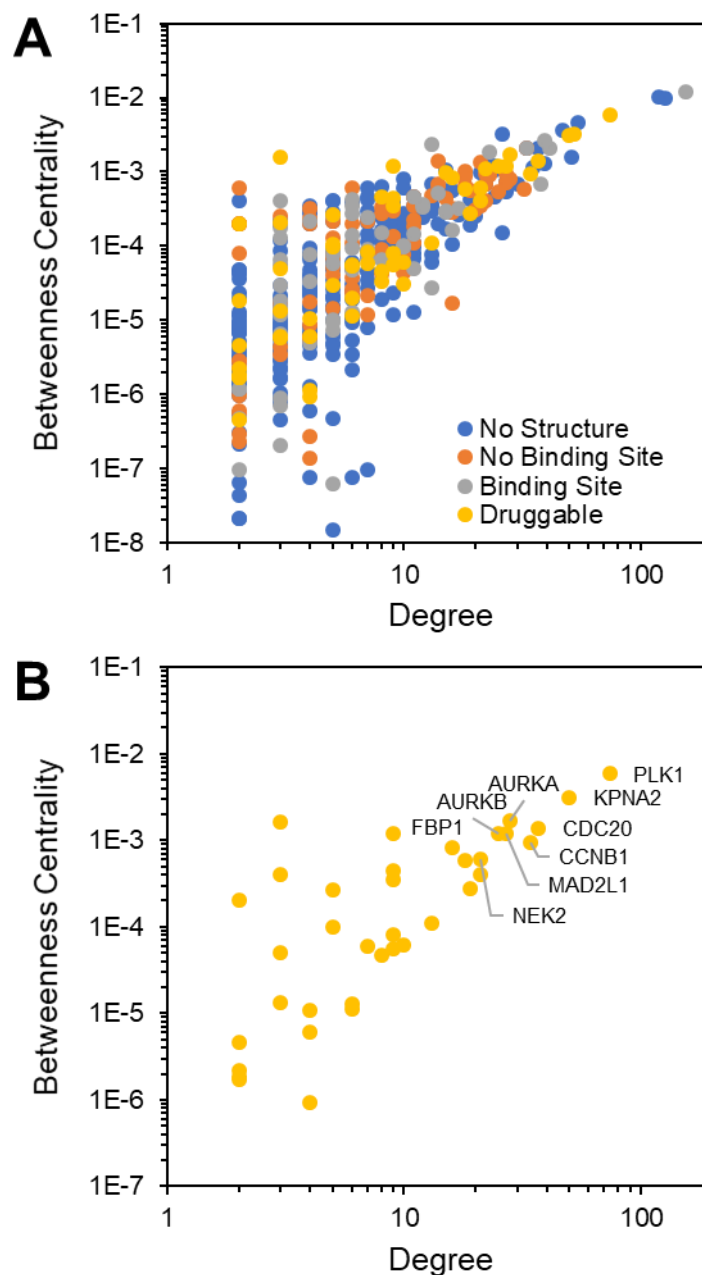 A
1E-1
1E-2
1E-3
1E-4
1E-5
1E-6
1E-7
1E-8
Betweenness Centrality
No Structure
No Binding Site
Binding Site
Druggable
1 10 100
Degree
B
1E-1
1E-2
1E-3
1E-4
1E-5
1E-6
1E-7
Betweenness Centrality
PLK1
AURKA
KPNA2
AURKB
FBP1
CDC20
CCNB1
MAD2L1
NEK2
1 10 100
Degree